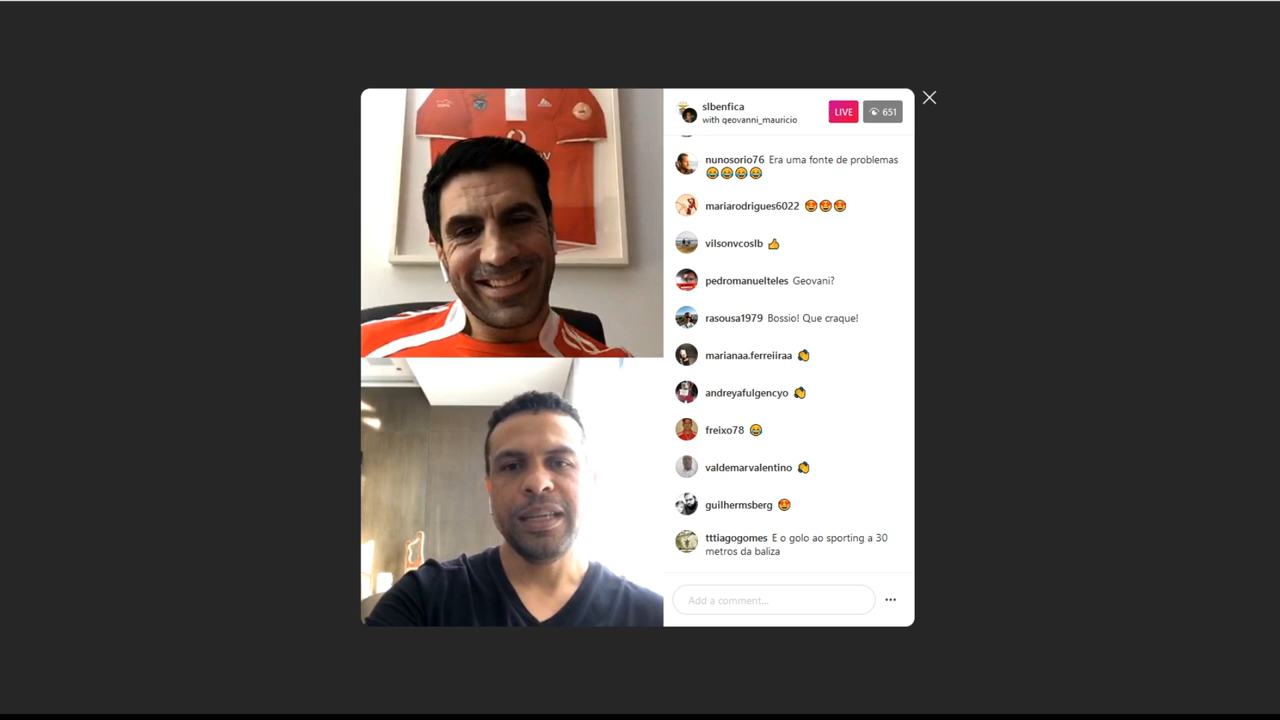 slbenfica
with geovanni_mauricio
LIVE
651
nunosorio76 Era uma fonte de problemas
😂😂😂😂
mariarodrigues6022 😍😍😍
vilsonvcoslb 👍
pedromanuelteles Geovani?
rasousa1979 Bossio! Que craque!
marianaa.ferreiiraa 👏
andreyafulgencyo 👏
freixo78 😂
valdemarvalentino 👏
guilhermsberg 😍
tttiagogomes E o golo ao sporting a 30
metros da baliza
Add a comment...